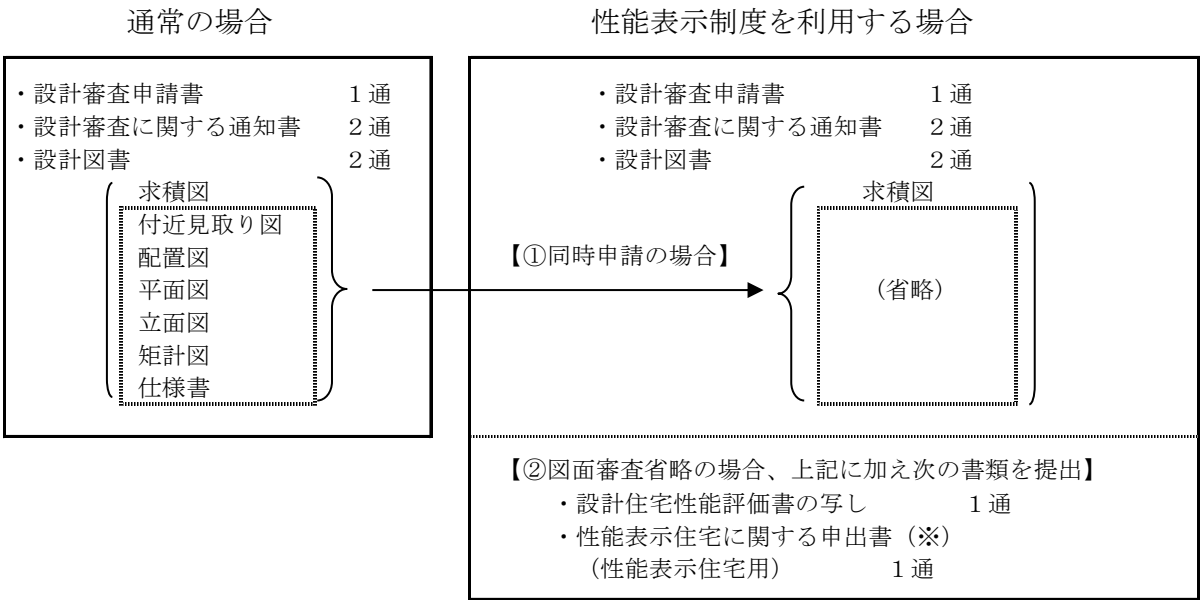 通常の場合
・設計審査申請書　　　　　　１通
・設計審査に関する通知書　　２通
・設計図書　　　　　　　　　２通
求積図
付近見取り図
配置図
平面図
立面図
矩計図
仕様書
性能表示制度を利用する場合
・設計審査申請書　　　　　　１通
・設計審査に関する通知書　　２通
・設計図書　　　　　　　　　２通
【①同時申請の場合】
求積図
（省略）
【②図面審査省略の場合、上記に加え次の書類を提出】
・設計住宅性能評価書の写し　　　　　１通
・性能表示住宅に関する申出書（※）
（性能表示住宅用）　　　　　１通